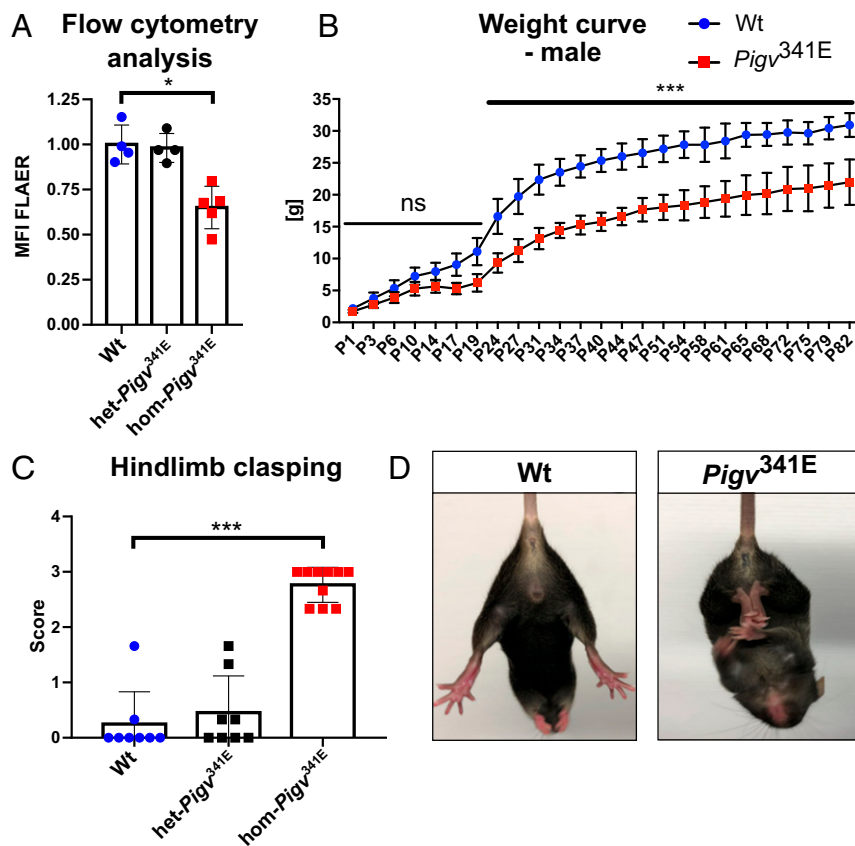 A
Flow cytometry
analysis
*
1.25
1.00
0.75
0.50
0.25
0.00
MFI FLAER
Wt
het-Pigv341E
hom-Pigv341E
B
Weight curve
- male
Wt
Pigv341E
***
ns
35
30
25
20
15
10
5
0
[g]
P1
P3
P6
P10
P14
P17
P19
P24
P27
P31
P34
P37
P40
P44
P47
P51
P54
P58
P61
P65
P68
P72
P75
P79
P82
C
Hindlimb clasping
***
4
3
2
1
0
Score
Wt
het-Pigv341E
hom-Pigv341E
D
Wt
Pigv341E